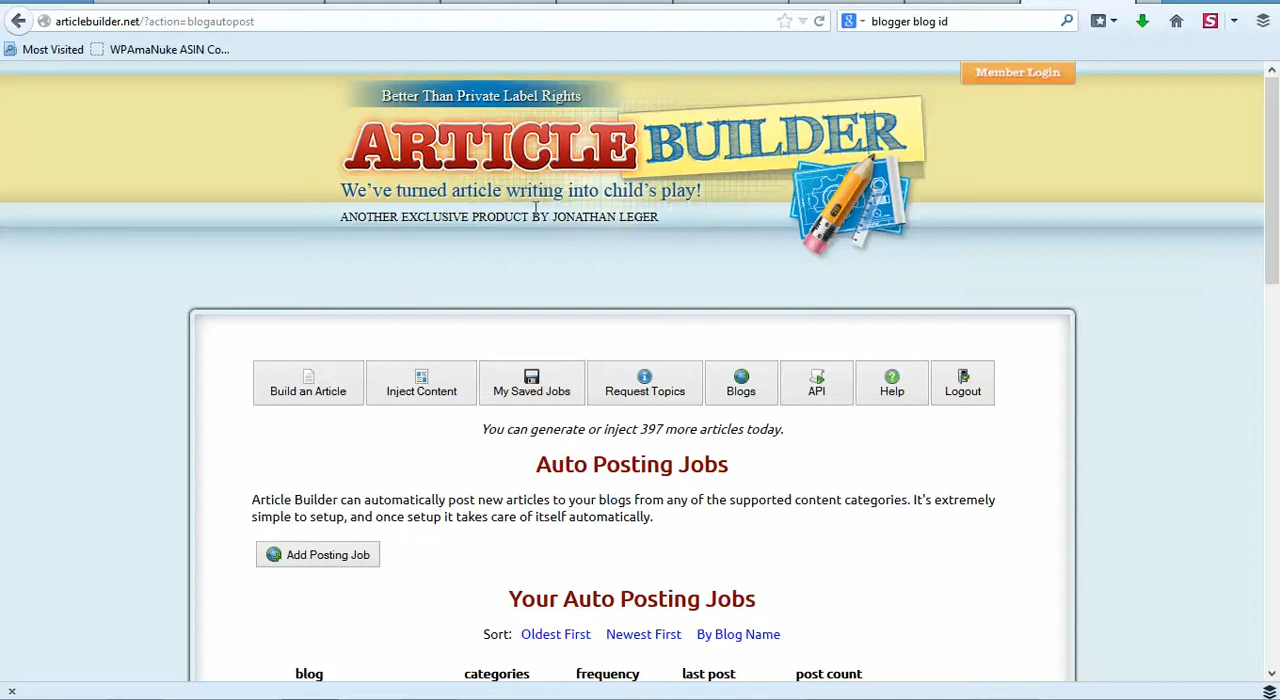 articlebuilder.net/?action=blogautopost
blogger blog id
Most Visited
WPAmaNuke ASIN Co...
Member Login
Better Than Private Label Rights
ARTICLE BUILDER
We've turned article writing into child's play!
ANOTHER EXCLUSIVE PRODUCT BY JONATHAN LEGER
Build an Article
Inject Content
My Saved Jobs
Request Topics
Blogs
API
Help
Logout
You can generate or inject 397 more articles today.
Auto Posting Jobs
Article Builder can automatically post new articles to your blogs from any of the supported content categories. It's extremely
simple to setup, and once setup it takes care of itself automatically.
Add Posting Job
Your Auto Posting Jobs
Sort: Oldest First Newest First By Blog Name
blog categories frequency last post post count